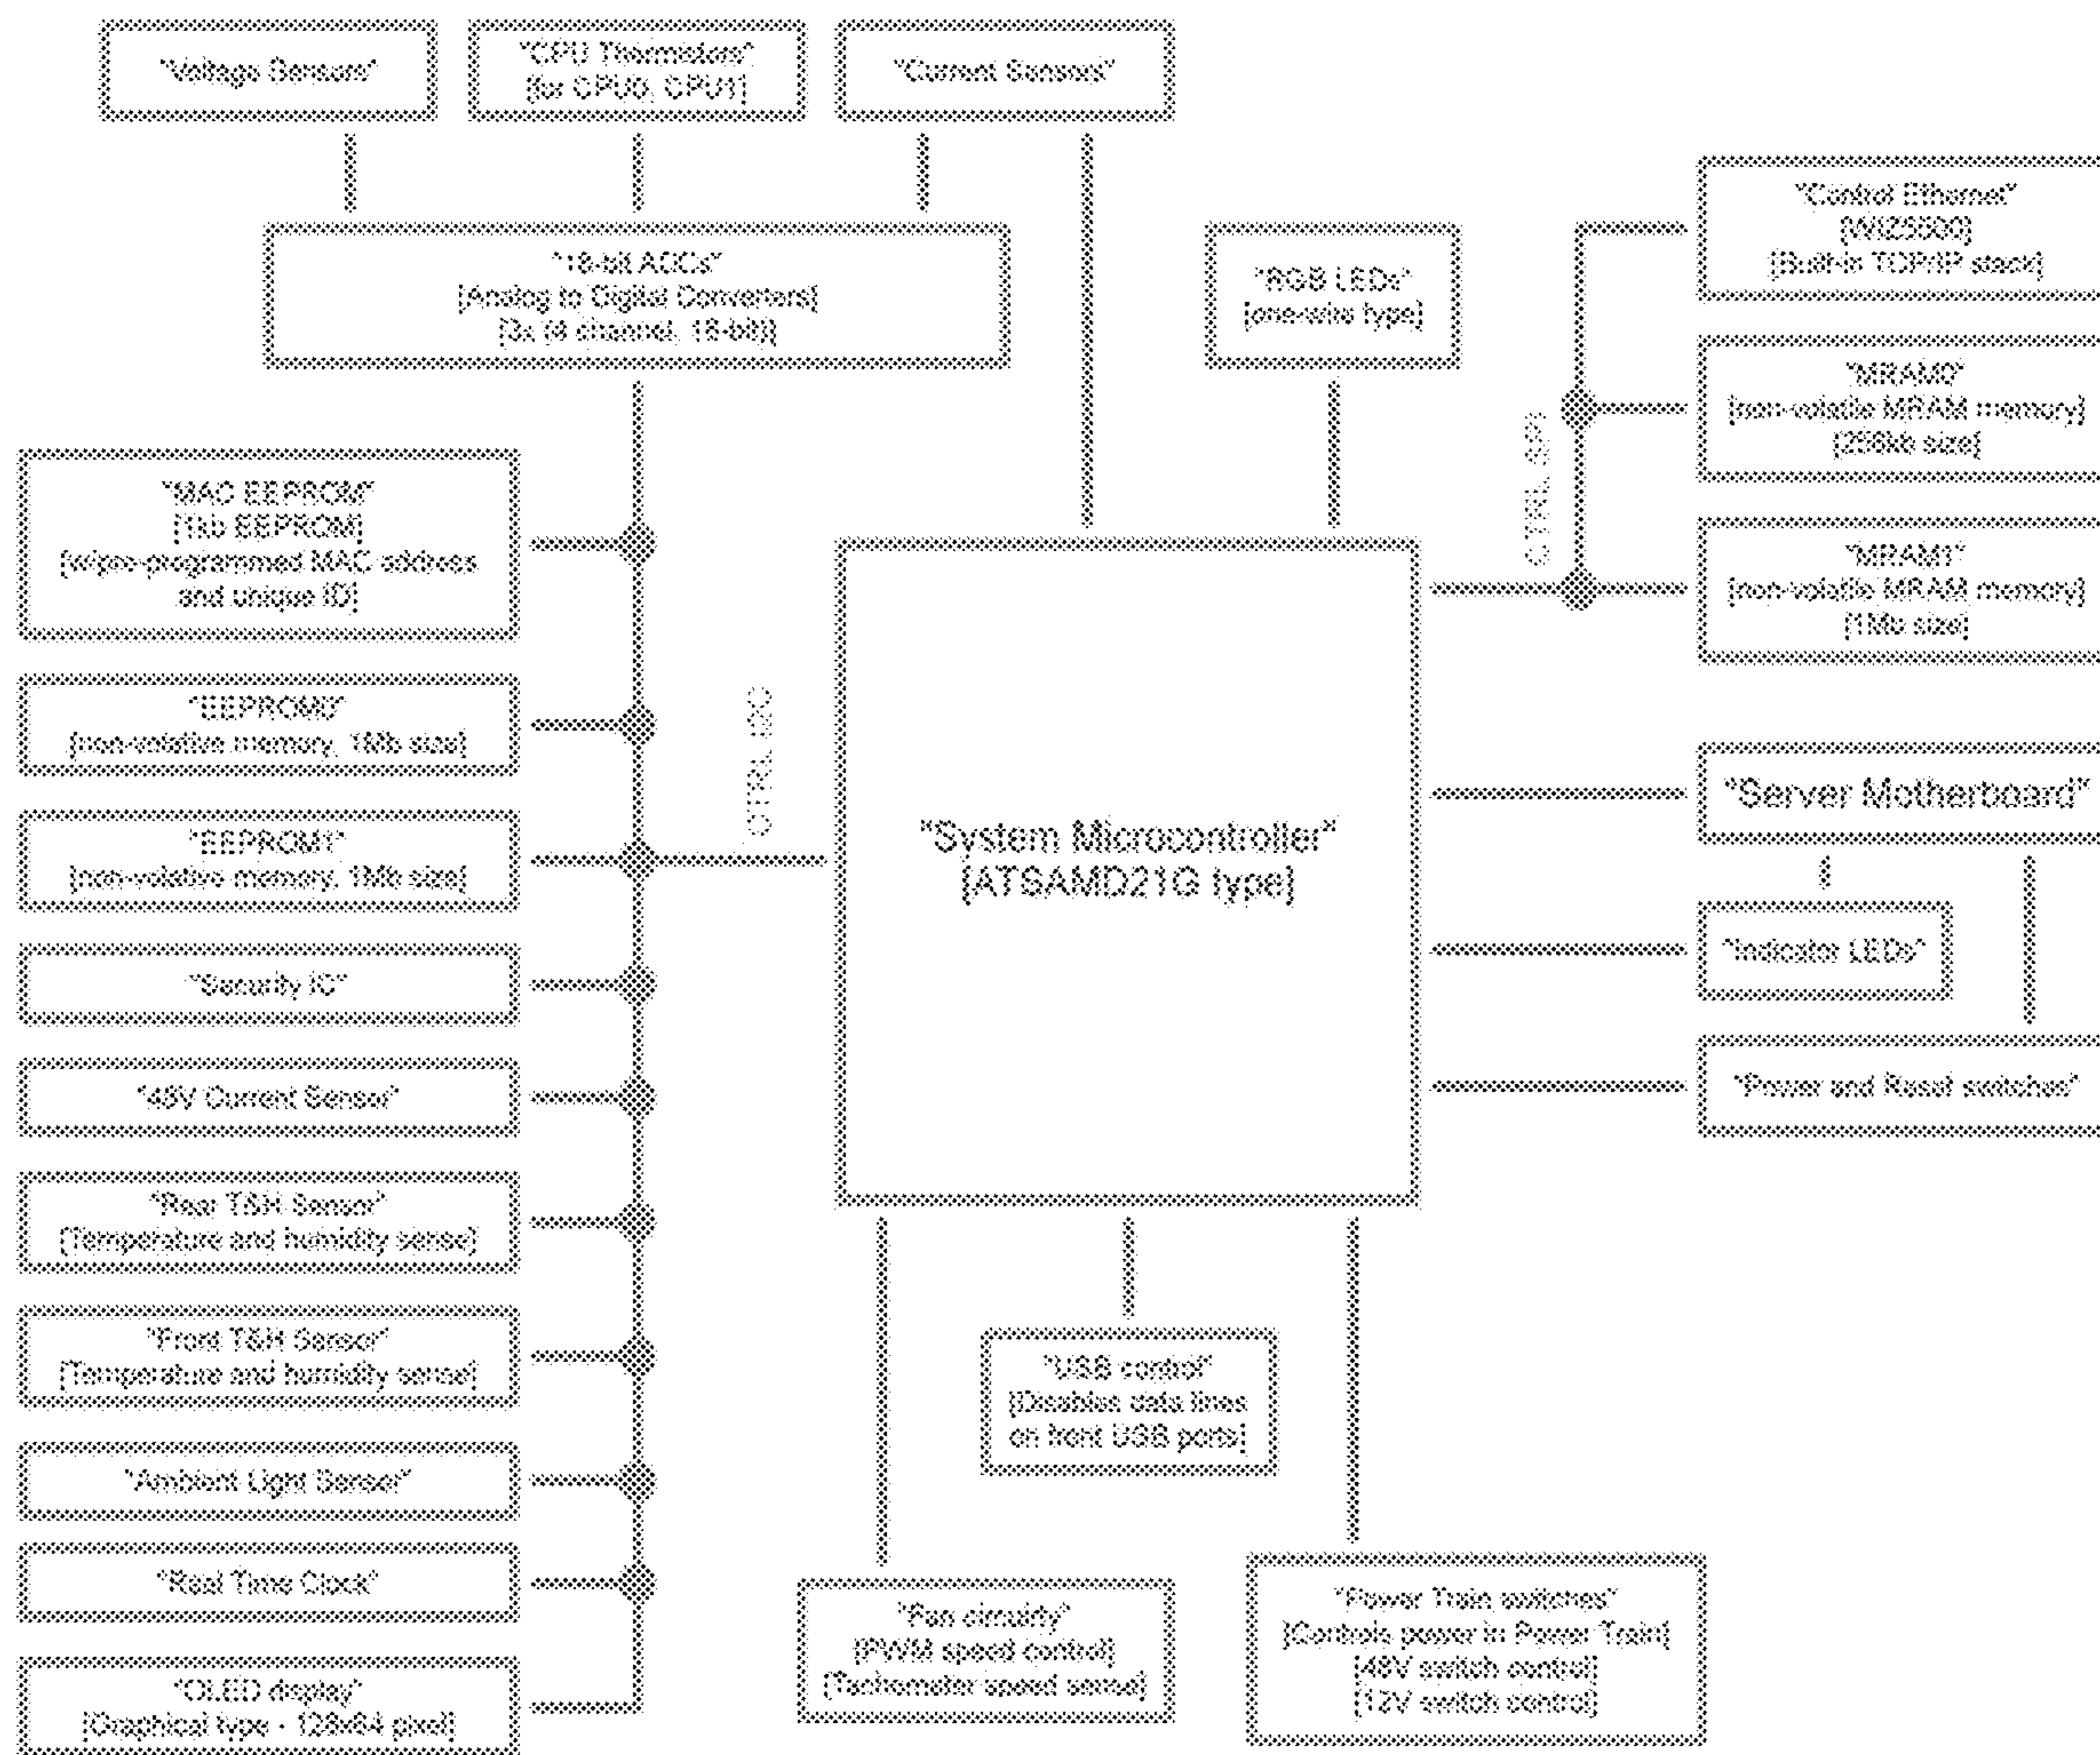 "Voltage Sensors"
"CPU Thermistors"
[for CPU0, CPU1]
"Current Sensors"
"18-bit ADCs"
[Analog to Digital Converters]
[3x (4 channel, 18-bit)]
"RGB LEDs"
[one-wire type]
"Control Ethernet"
[WIZ5500]
[Built-in TCP/IP stack]
"MRAM0"
[non-volatile MRAM memory]
[256kb size]
CTRL SPI
"MRAM1"
[non-volatile MRAM memory]
[1Mb size]
"MAC EEPROM"
[1kb EEPROM]
[w/pre-programmed MAC address
and unique ID]
"EEPROM0"
[non-volative memory, 1Mb size]
"EEPROM1"
[non-volative memory, 1Mb size]
CTRL I2C
"System Microcontroller"
[ATSAMD21G type]
"Server Motherboard"
"Indicator LEDs"
"Power and Reset switches"
"Security IC"
"48V Current Sensor"
"Rear T&H Sensor"
[Temperature and humidity sense]
"Front T&H Sensor"
[Temperature and humidity sense]
"Ambient Light Sensor"
"Real Time Clock"
"OLED display"
[Graphical type - 128x64 pixel]
"USB control"
[Disables data lines
on front USB ports]
"Fan circuitry"
[PWM speed control]
[Tachometer speed sense]
"Power Train switches"
[Controls power in Power Train]
[48V switch control]
[12V switch control]